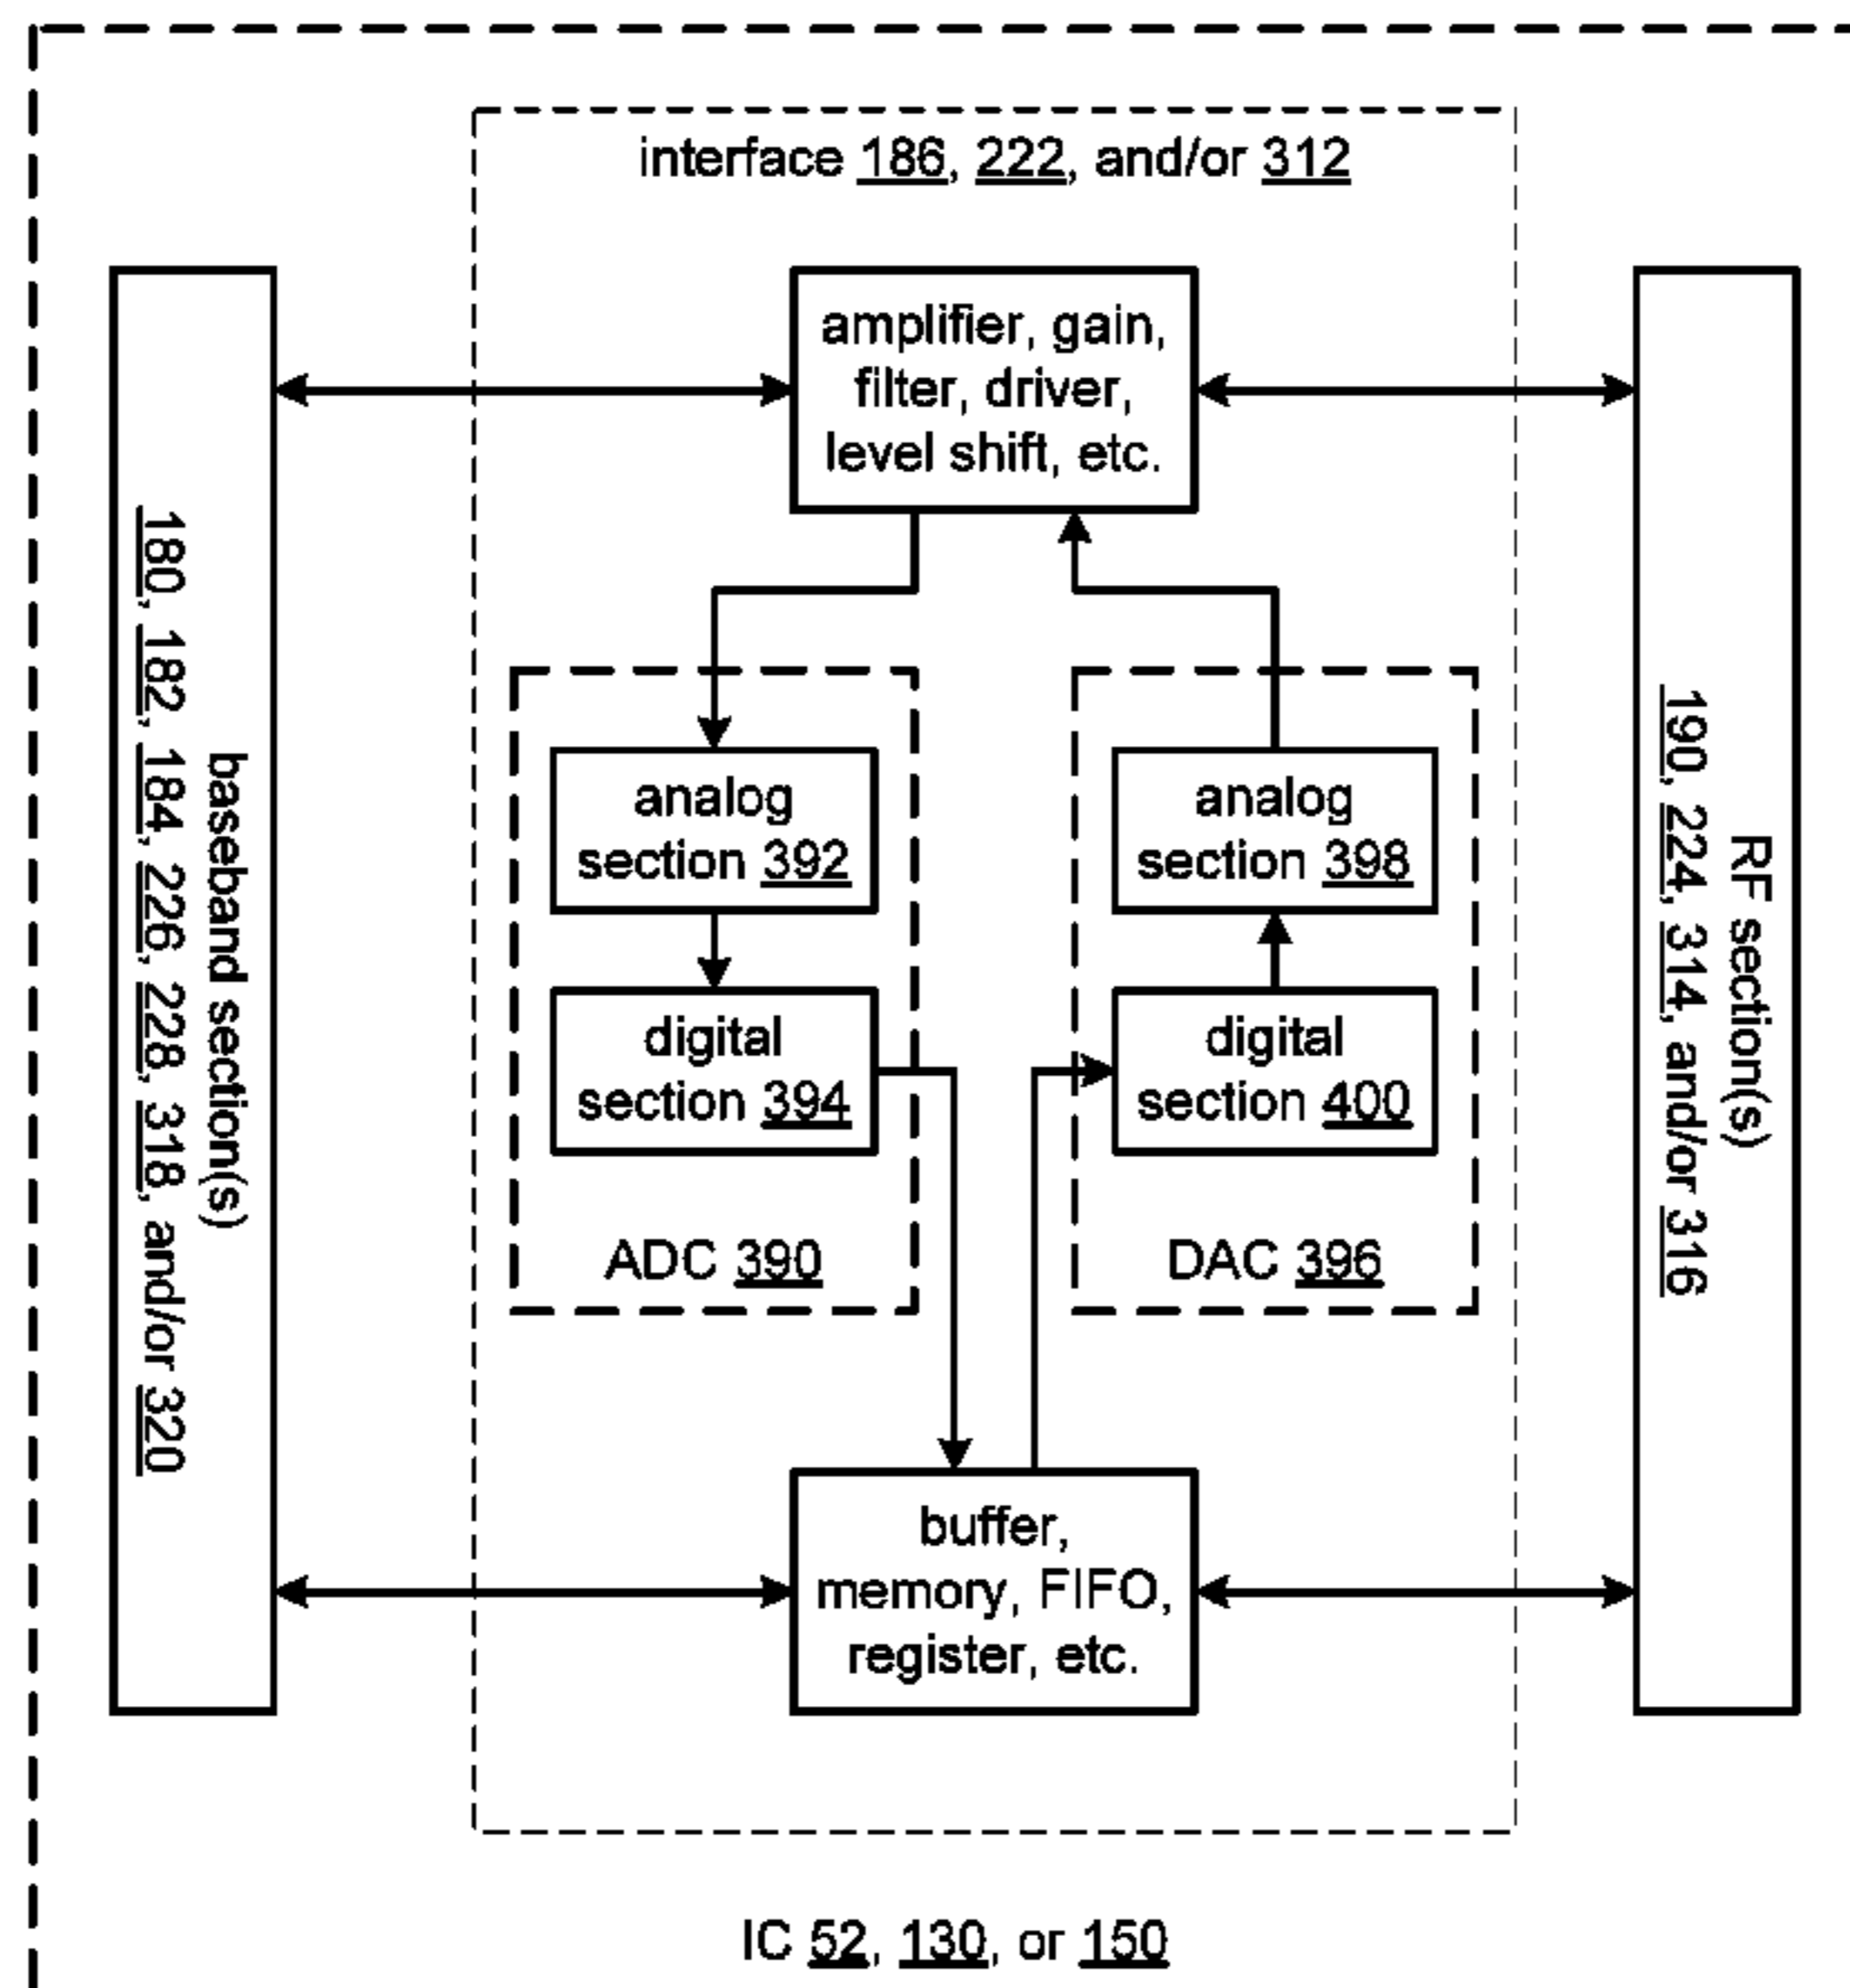 interface 186, 222, and/or 312
amplifier, gain,
filter, driver,
level shift, etc.
baseband section(s)
180, 182, 184, 226, 228, 318, and/or 320
analog
section 392
digital
section 394
ADC 390
analog
section 398
digital
section 400
DAC 396
RF section(s)
190, 224, 314, and/or 316
buffer,
memory, FIFO,
register, etc.
IC 52, 130, or 150